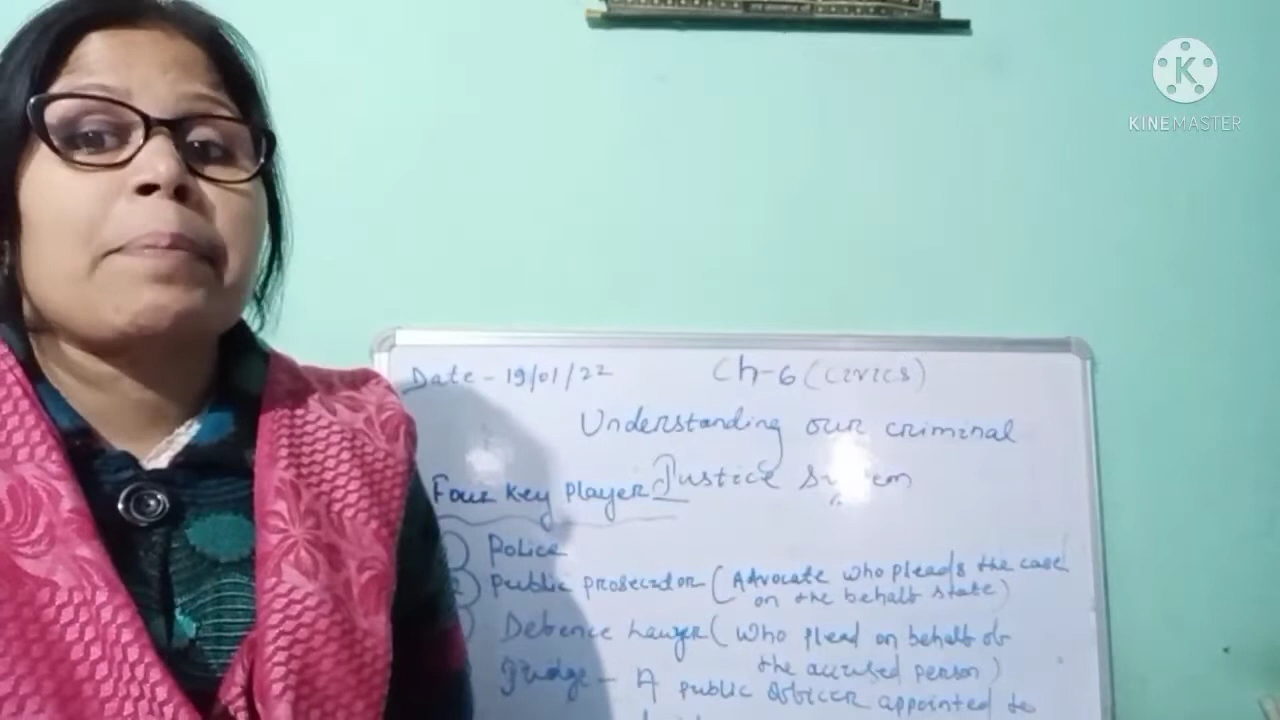 K
KINEMASTER
Date - 19/01/22 Ch-6 (civics)
Understanding our criminal
Justice System
Four Key Player
Police
Public prosecutor (Advocate who pleads the case
on the behalf state)
Defence Lawyer (who plead on behalf of
the accused person)
Judge - A public officer appointed to